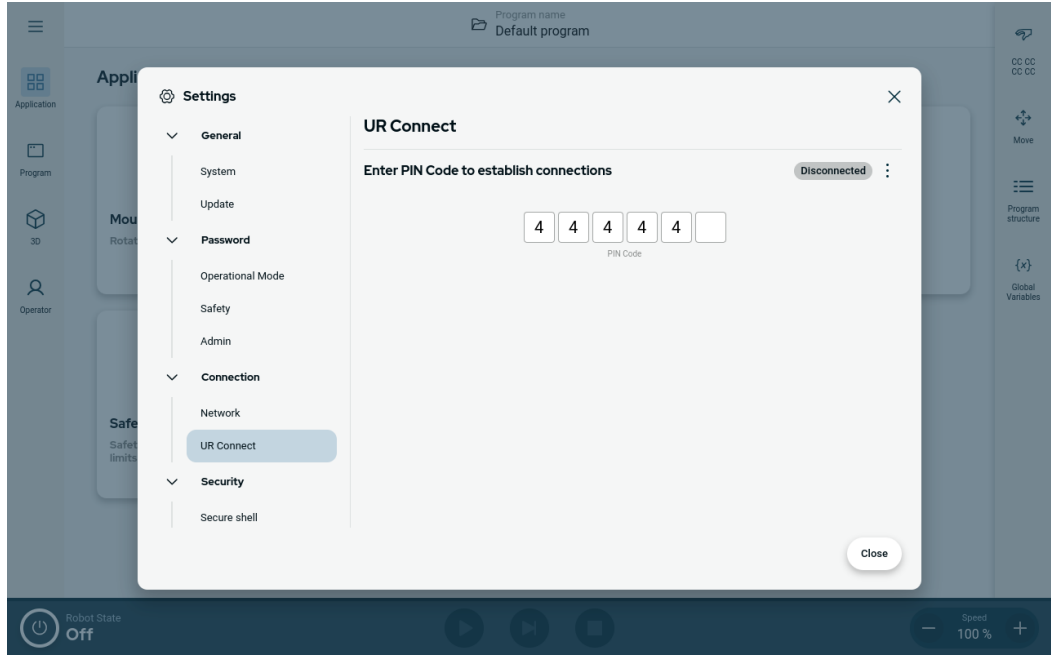 Program name
Default program
Application
Program
3D
Operator
Appli
Mou
Rotat
Safe
Safet
limits
Settings
General
System
Update
Password
Operational Mode
Safety
Admin
Connection
Network
UR Connect
Security
Secure shell
UR Connect
Enter PIN Code to establish connections
Disconnected
4 4 4 4 4
PIN Code
Close
CC CC
CC CC
Move
Program
structure
{x}
Global
Variables
Robot State
Off
Speed
100 %